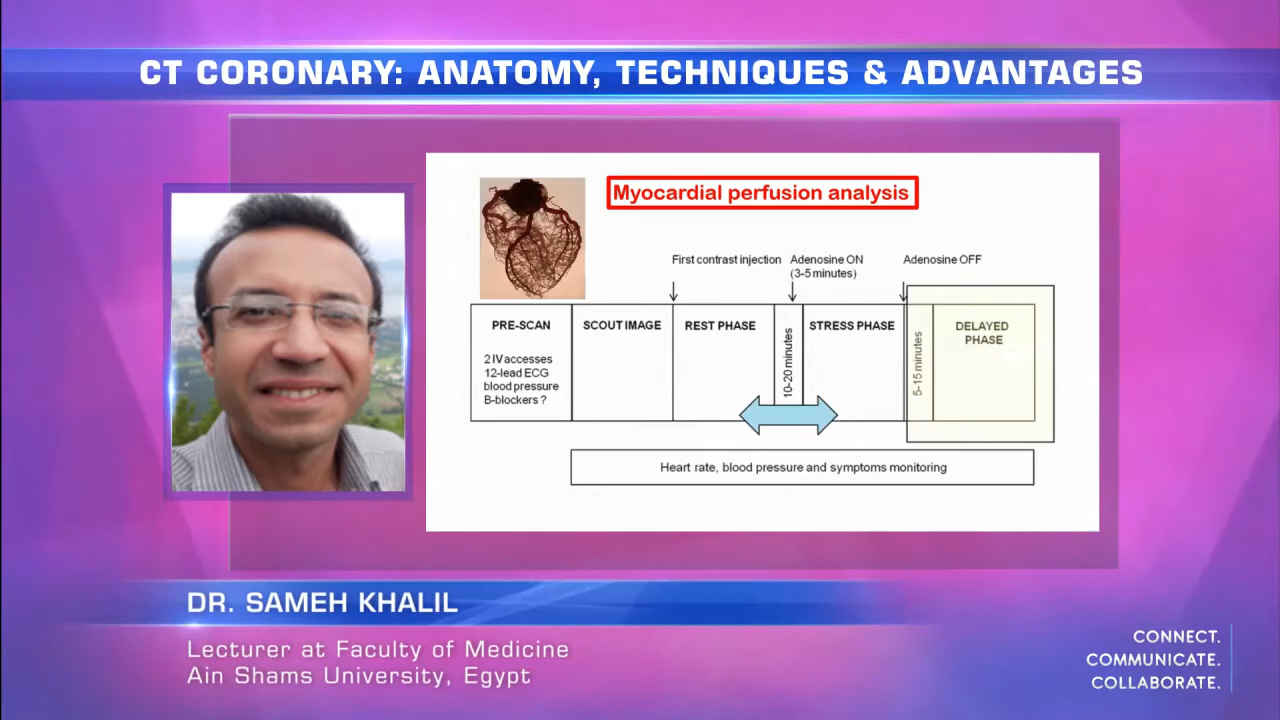 CT CORONARY: ANATOMY, TECHNIQUES & ADVANTAGES
Myocardial perfusion analysis
First contrast injection
Adenosine ON
(3-5 minutes)
Adenosine OFF
PRE-SCAN
2 IV accesses
12-lead ECG
blood pressure
B-blockers ?
SCOUT IMAGE
REST PHASE
10-20 minutes
STRESS PHASE
5-15 minutes
DELAYED
PHASE
Heart rate, blood pressure and symptoms monitoring
DR. SAMEH KHALIL
Lecturer at Faculty of Medicine
Ain Shams University, Egypt
CONNECT.
COMMUNICATE.
COLLABORATE.